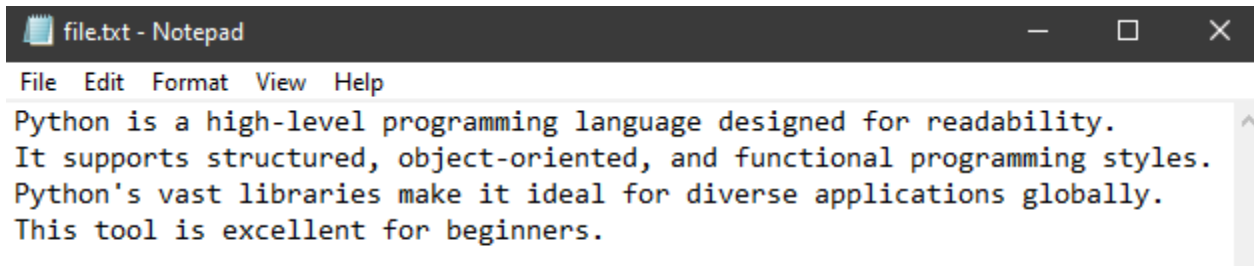 file.txt - Notepad
File Edit Format View Help
Python is a high-level programming language designed for readability.
It supports structured, object-oriented, and functional programming styles.
Python's vast libraries make it ideal for diverse applications globally.
This tool is excellent for beginners.